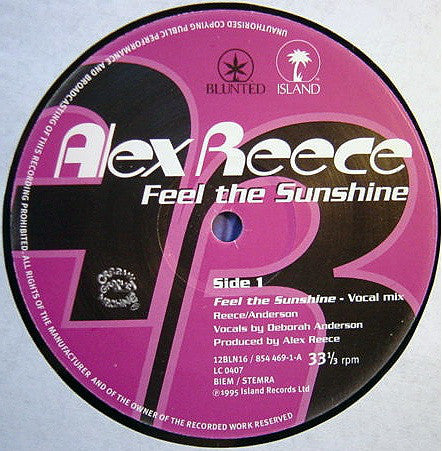 UNAUTHORISED COPYING PUBLIC PERFORMANCE AND BROADCASTING OF THIS RECORDING PROHIBITED · ALL RIGHTS OF THE MANUFACTURER AND OF THE OWNER OF THE RECORDED WORK RESERVED
BLUNTED
ISLAND
Alex Reece
Feel the Sunshine
Side 1
Feel the Sunshine - Vocal mix
Reece/Anderson
Vocals by Deborah Anderson
Produced by Alex Reece
12BLN16 / 854 469-1-A 33⅓ rpm
LC 0407
BIEM / STEMRA
℗1995 Island Records Ltd